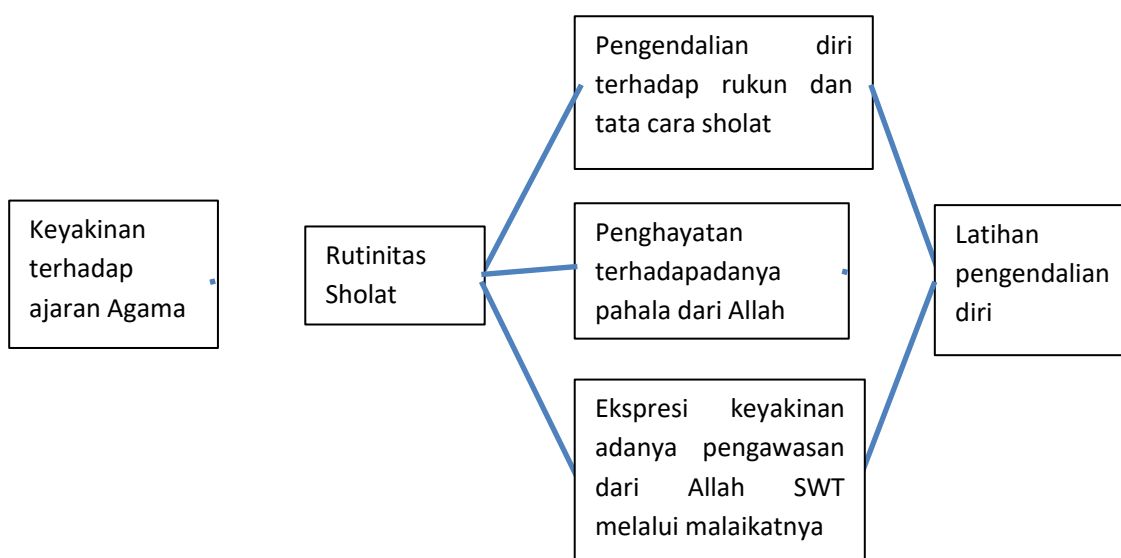 Keyakinan
terhadap
ajaran Agama
Rutinitas
Sholat
Pengendalian diri
terhadap rukun dan
tata cara sholat
Penghayatan
terhadapadanya
pahala dari Allah
Ekspresi keyakinan
adanya pengawasan
dari Allah SWT
melalui malaikatnya
Latihan
pengendalian
diri